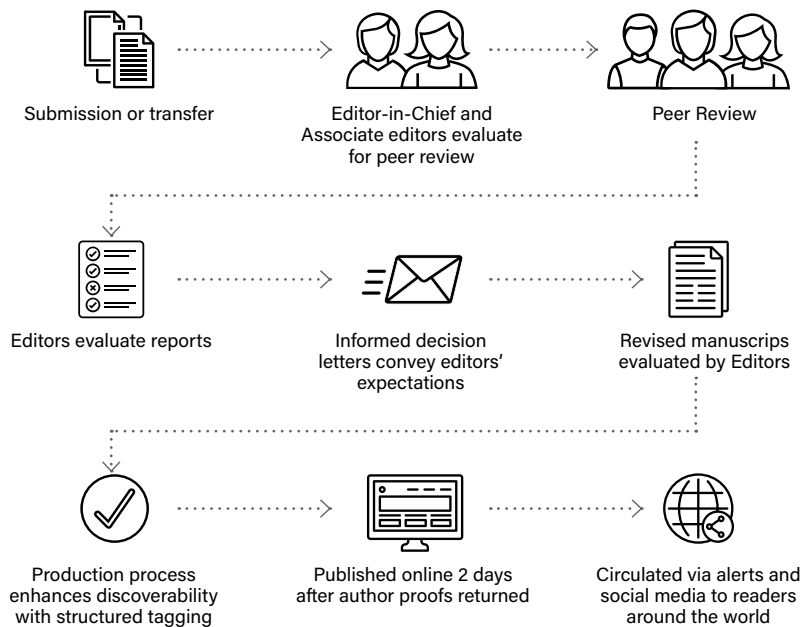 Submission or transfer
Editor-in-Chief and
Associate editors evaluate
for peer review
Peer Review
Editors evaluate reports
Informed decision
letters convey editors’
expectations
Revised manuscrips
evaluated by Editors
Production process
enhances discoverability
with structured tagging
Published online 2 days
after author proofs returned
Circulated via alerts and
social media to readers
around the world